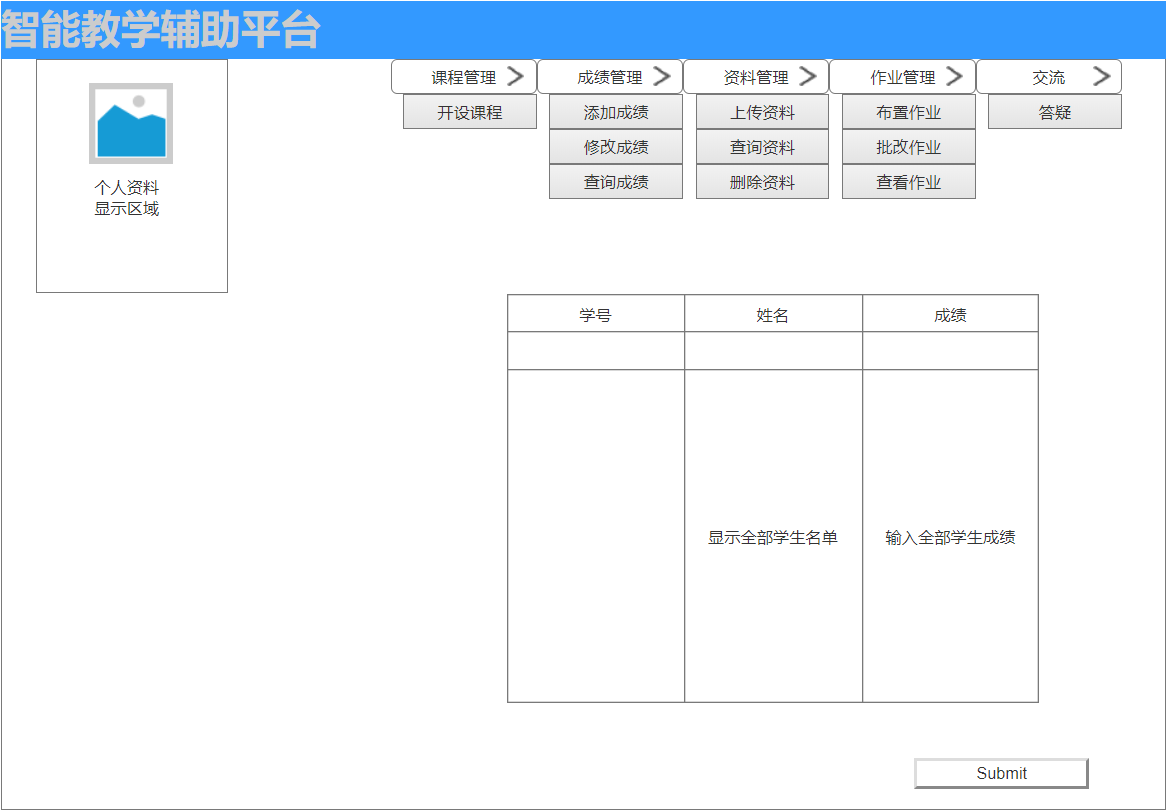 智能教学辅助平台
课程管理 成绩管理 资料管理 作业管理 交流
开设课程 添加成绩 上传资料 布置作业 答疑
修改成绩 查询资料 批改作业
查询成绩 删除资料 查看作业
个人资料
显示区域
学号 姓名 成绩
显示全部学生名单 输入全部学生成绩
Submit